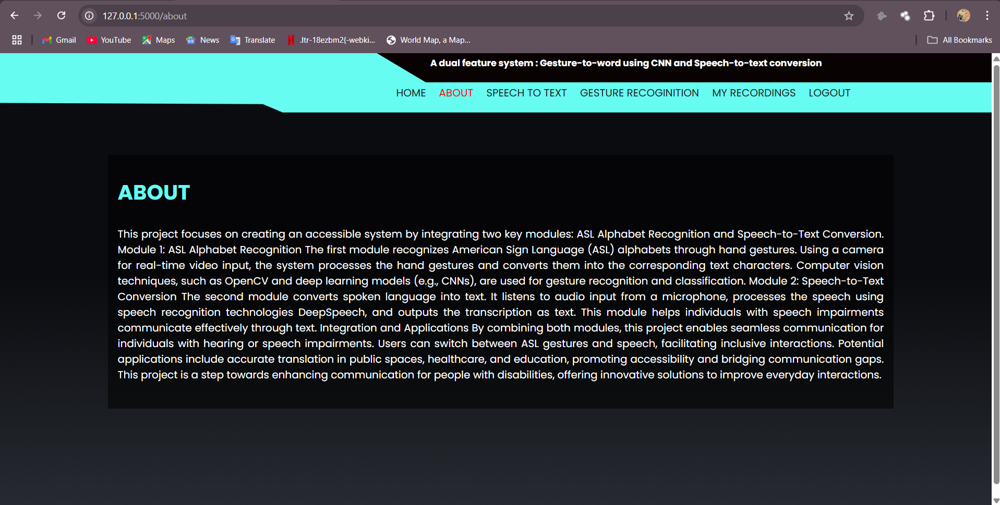 127.0.0.1:5000/about
Gmail YouTube Maps News Translate .ltr-18ezbm2{-webki... World Map, a Map... All Bookmarks
A dual feature system : Gesture-to-word using CNN and Speech-to-text conversion
HOME ABOUT SPEECH TO TEXT GESTURE RECOGINITION MY RECORDINGS LOGOUT
ABOUT
This project focuses on creating an accessible system by integrating two key modules: ASL Alphabet Recognition and Speech-to-Text Conversion.
Module 1: ASL Alphabet Recognition The first module recognizes American Sign Language (ASL) alphabets through hand gestures. Using a camera
for real-time video input, the system processes the hand gestures and converts them into the corresponding text characters. Computer vision
techniques, such as OpenCV and deep learning models (e.g., CNNs), are used for gesture recognition and classification. Module 2: Speech-to-Text
Conversion The second module converts spoken language into text. It listens to audio input from a microphone, processes the speech using
speech recognition technologies DeepSpeech, and outputs the transcription as text. This module helps individuals with speech impairments
communicate effectively through text. Integration and Applications By combining both modules, this project enables seamless communication for
individuals with hearing or speech impairments. Users can switch between ASL gestures and speech, facilitating inclusive interactions. Potential
applications include accurate translation in public spaces, healthcare, and education, promoting accessibility and bridging communication gaps.
This project is a step towards enhancing communication for people with disabilities, offering innovative solutions to improve everyday interactions.